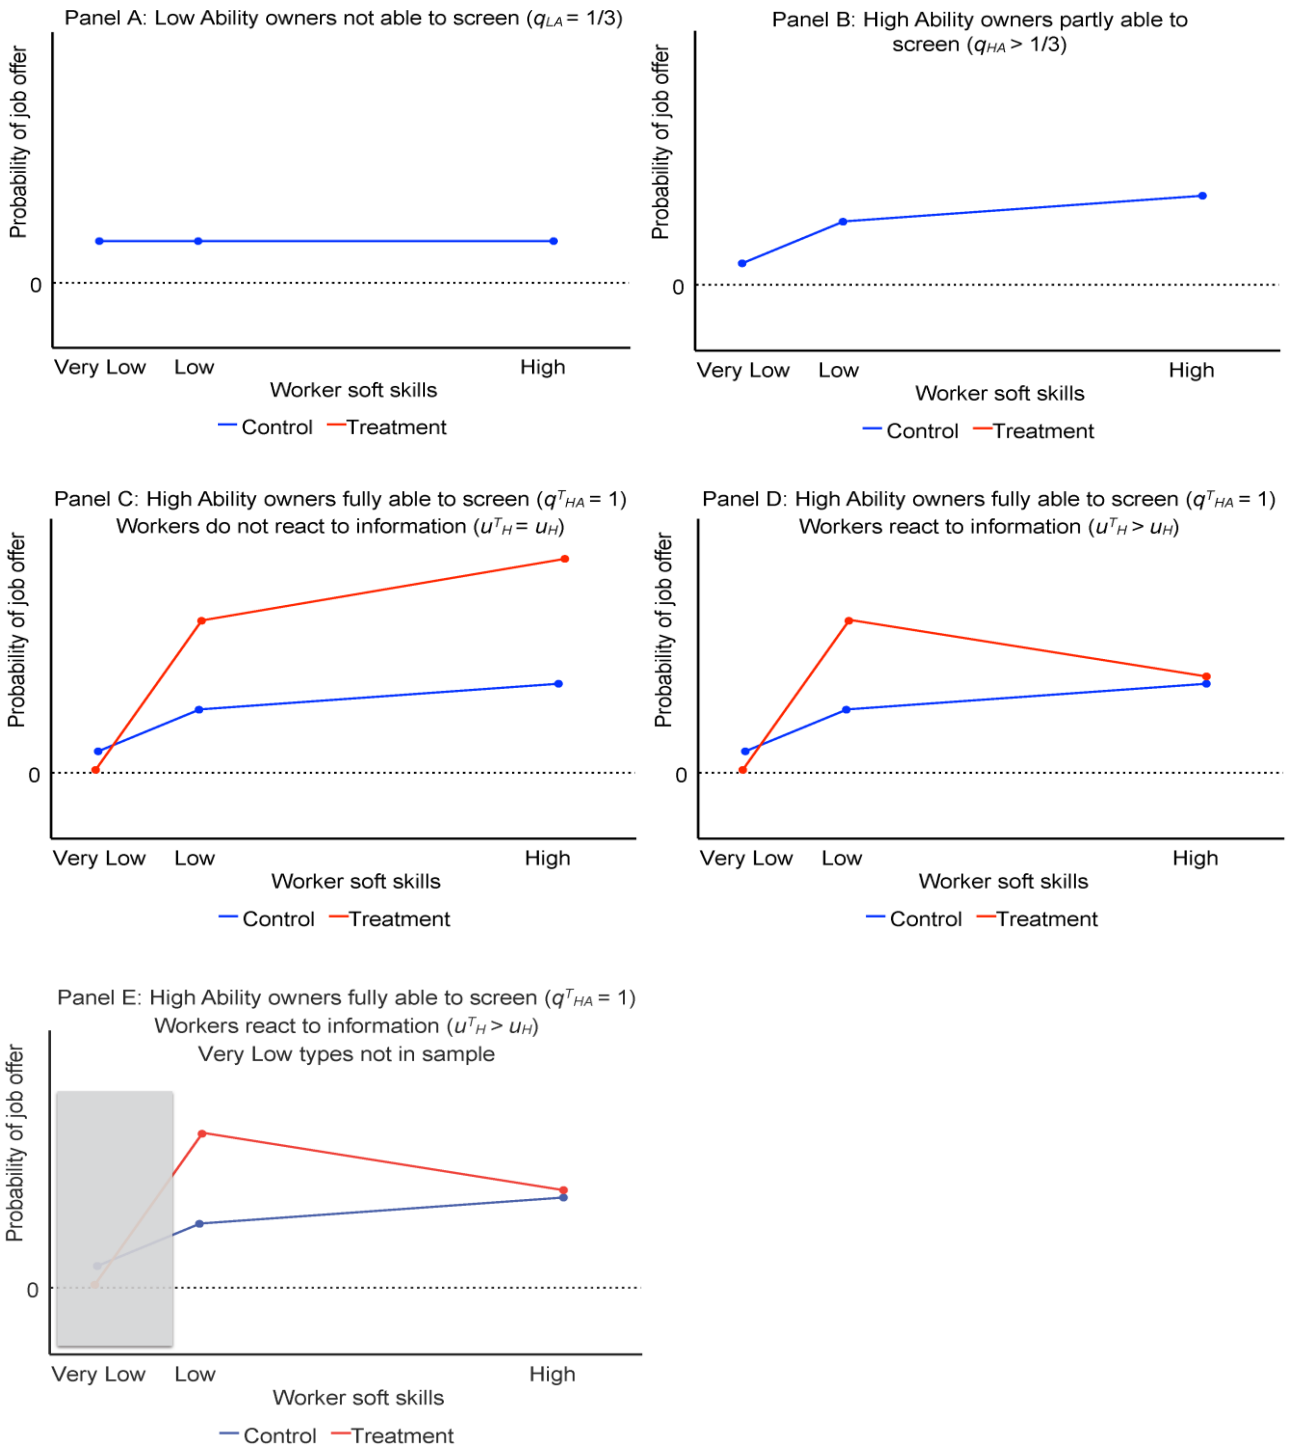 Panel A: Low Ability owners not able to screen (qLA = 1/3)
Probability of job offer
0
Very Low Low High
Worker soft skills
Control Treatment
Panel B: High Ability owners partly able to
screen (qHA > 1/3)
Probability of job offer
0
Very Low Low High
Worker soft skills
Control Treatment
Panel C: High Ability owners fully able to screen (qTHA = 1)
Workers do not react to information (uTH = uH)
Probability of job offer
0
Very Low Low High
Worker soft skills
Control Treatment
Panel D: High Ability owners fully able to screen (qTHA = 1)
Workers react to information (uTH > uH)
Probability of job offer
0
Very Low Low High
Worker soft skills
Control Treatment
Panel E: High Ability owners fully able to screen (qTHA = 1)
Workers react to information (uTH > uH)
Very Low types not in sample
Probability of job offer
0
Very Low Low High
Worker soft skills
Control Treatment